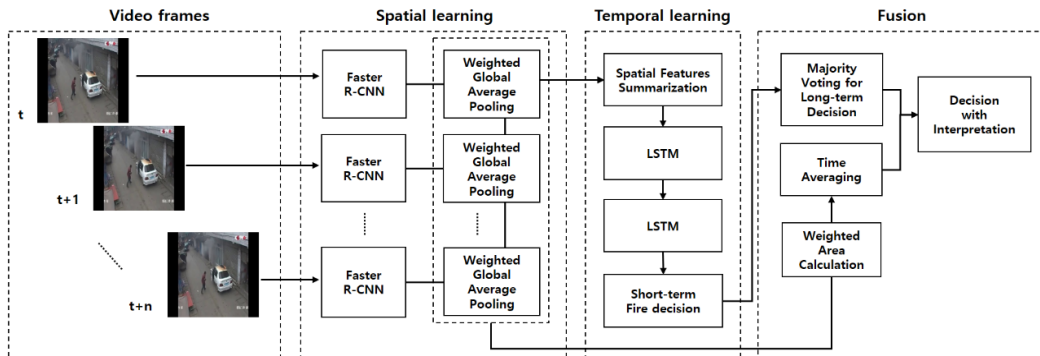 Video frames
Spatial learning
Temporal learning
Fusion
t
t+1
t+n
Faster
R-CNN
Weighted
Global
Average
Pooling
Faster
R-CNN
Weighted
Global
Average
Pooling
Faster
R-CNN
Weighted
Global
Average
Pooling
Spatial Features
Summarization
LSTM
LSTM
Short-term
Fire decision
Majority
Voting for
Long-term
Decision
Time
Averaging
Weighted
Area
Calculation
Decision
with
Interpretation